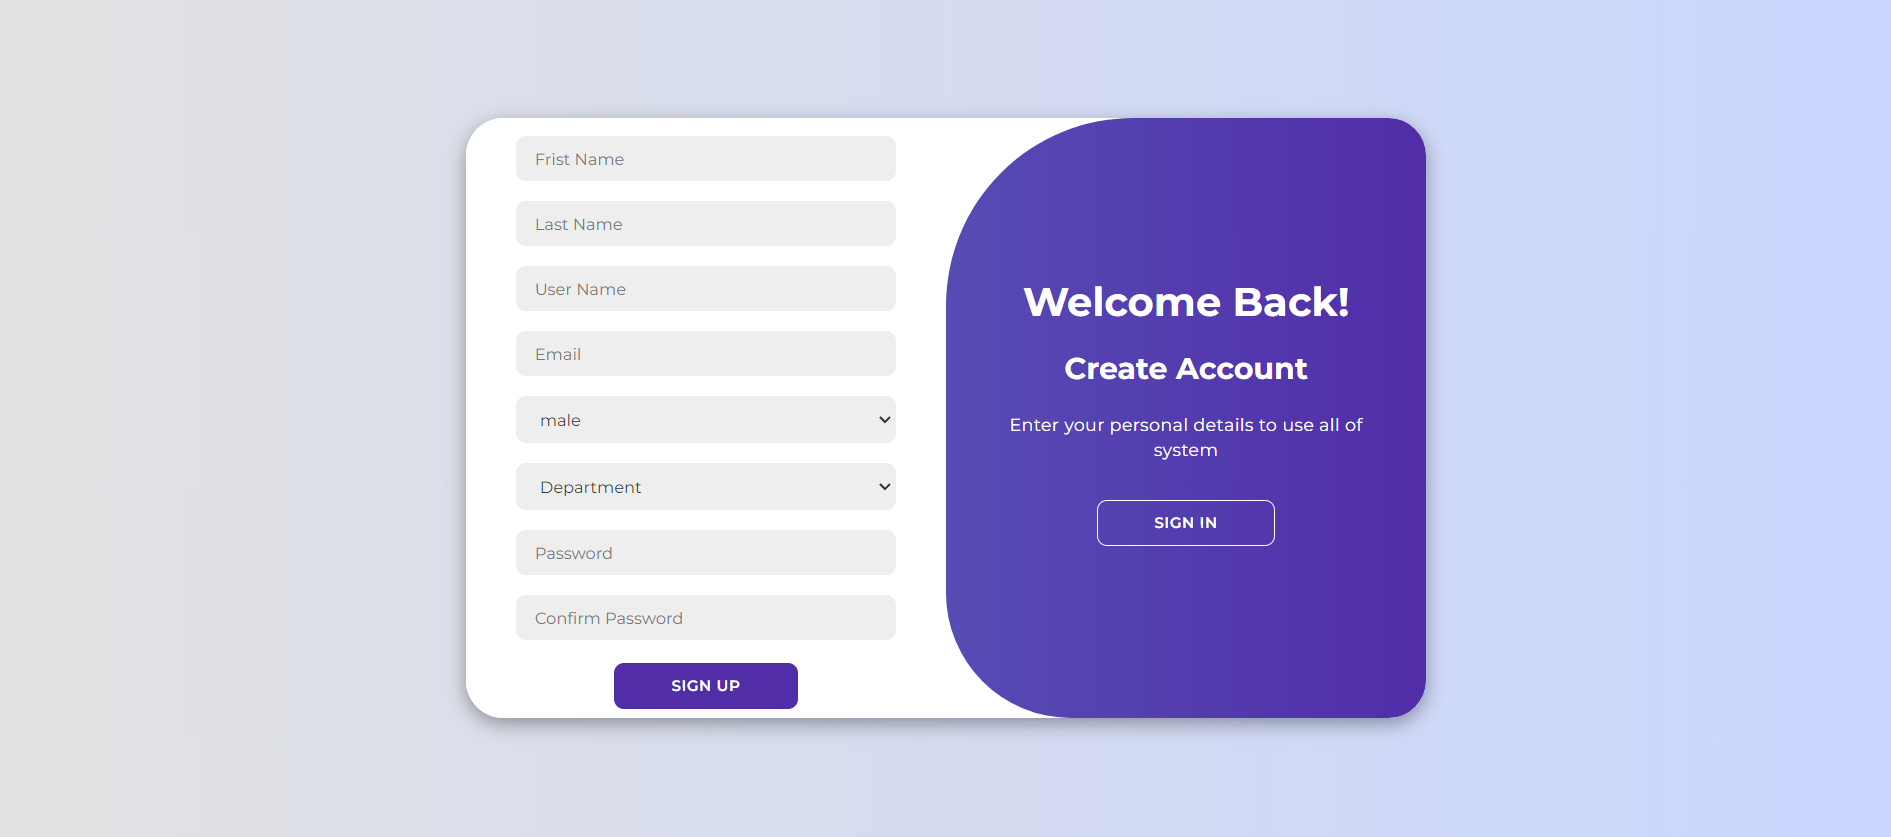 Frist Name
Last Name
User Name
Email
male
Department
Password
Confirm Password
SIGN UP
Welcome Back!
Create Account
Enter your personal details to use all of
system
SIGN IN